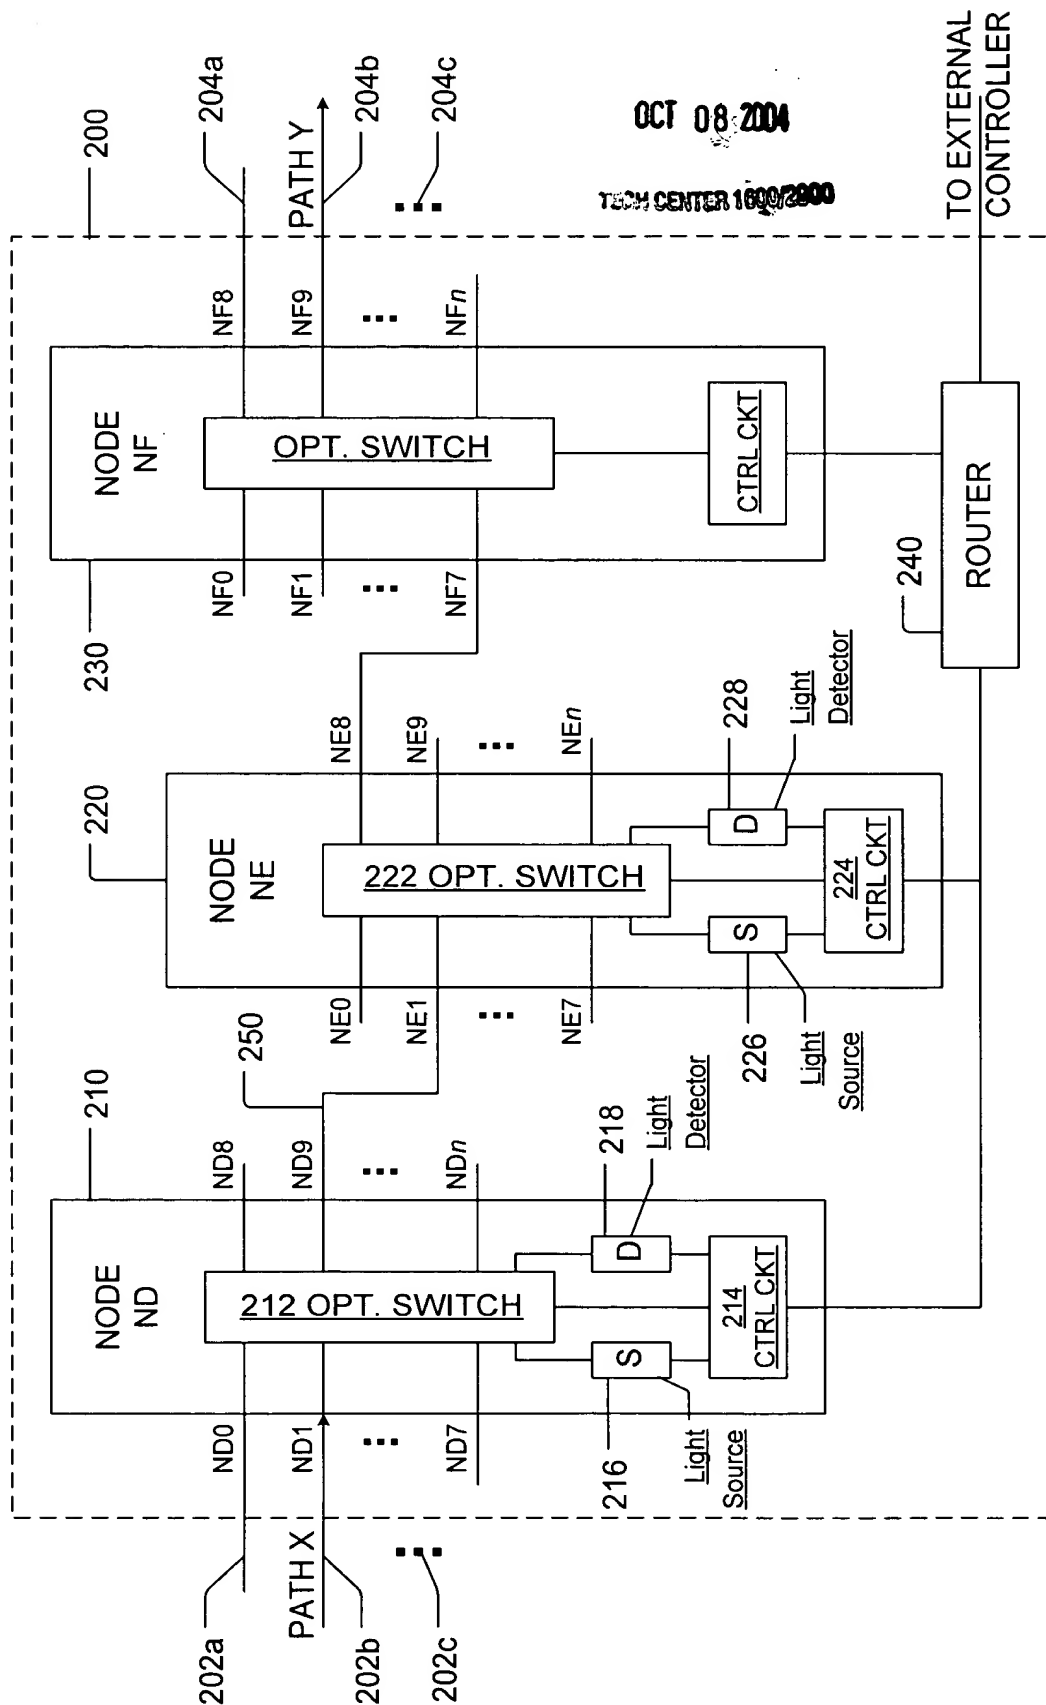 200
204a
PATH Y
204b
204c
OCT 08 2004
TECH CENTER 1600/2900
TO EXTERNAL
CONTROLLER
NODE
NF
NF8
NF9
NFn
OPT. SWITCH
CTRL CKT
NF0
NF1
NF7
230
240
ROUTER
220
NODE
NE
NE8
NE9
NEn
222 OPT. SWITCH
228
Light
Detector
D
S
224
CTRL CKT
NE0
NE1
NE7
226
Light
Source
250
210
NODE
ND
ND8
ND9
NDn
212 OPT. SWITCH
218
Light
Detector
D
S
214
CTRL CKT
ND0
ND1
ND7
216
Light
Source
202a
PATH X
202b
202c